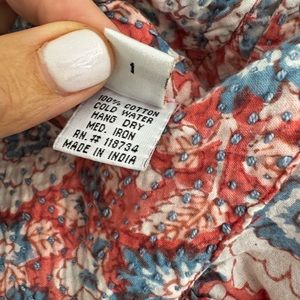 1
100% COTTON
COLD WATER
HANG DRY
MED. IRON
RN. # 118734
MADE IN INDIA